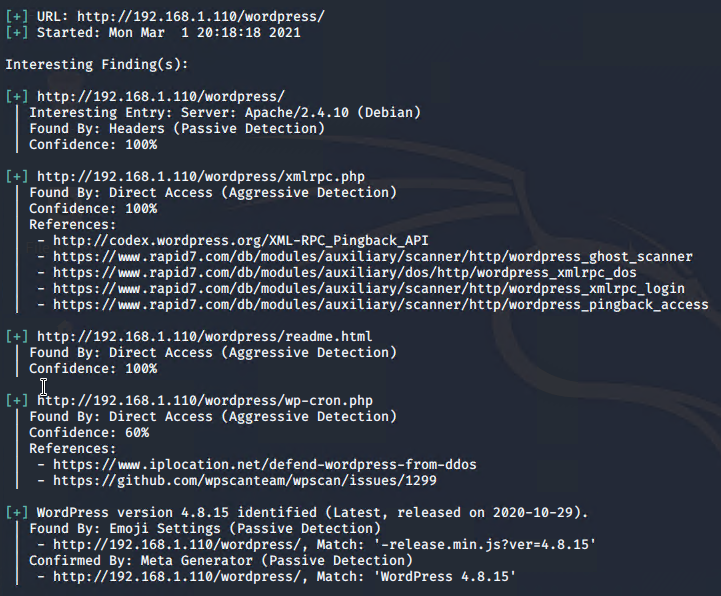 [+] URL: http://192.168.1.110/wordpress/
[+] Started: Mon Mar  1 20:18:18 2021
Interesting Finding(s):
[+] http://192.168.1.110/wordpress/
| Interesting Entry: Server: Apache/2.4.10 (Debian)
| Found By: Headers (Passive Detection)
| Confidence: 100%
[+] http://192.168.1.110/wordpress/xmlrpc.php
| Found By: Direct Access (Aggressive Detection)
| Confidence: 100%
| References:
|  - http://codex.wordpress.org/XML-RPC_Pingback_API
|  - https://www.rapid7.com/db/modules/auxiliary/scanner/http/wordpress_ghost_scanner
|  - https://www.rapid7.com/db/modules/auxiliary/dos/http/wordpress_xmlrpc_dos
|  - https://www.rapid7.com/db/modules/auxiliary/scanner/http/wordpress_xmlrpc_login
|  - https://www.rapid7.com/db/modules/auxiliary/scanner/http/wordpress_pingback_access
[+] http://192.168.1.110/wordpress/readme.html
| Found By: Direct Access (Aggressive Detection)
| Confidence: 100%
[+] http://192.168.1.110/wordpress/wp-cron.php
| Found By: Direct Access (Aggressive Detection)
| Confidence: 60%
| References:
|  - https://www.iplocation.net/defend-wordpress-from-ddos
|  - https://github.com/wpscanteam/wpscan/issues/1299
[+] WordPress version 4.8.15 identified (Latest, released on 2020-10-29).
| Found By: Emoji Settings (Passive Detection)
|  - http://192.168.1.110/wordpress/, Match: '-release.min.js?ver=4.8.15'
| Confirmed By: Meta Generator (Passive Detection)
|  - http://192.168.1.110/wordpress/, Match: 'WordPress 4.8.15'